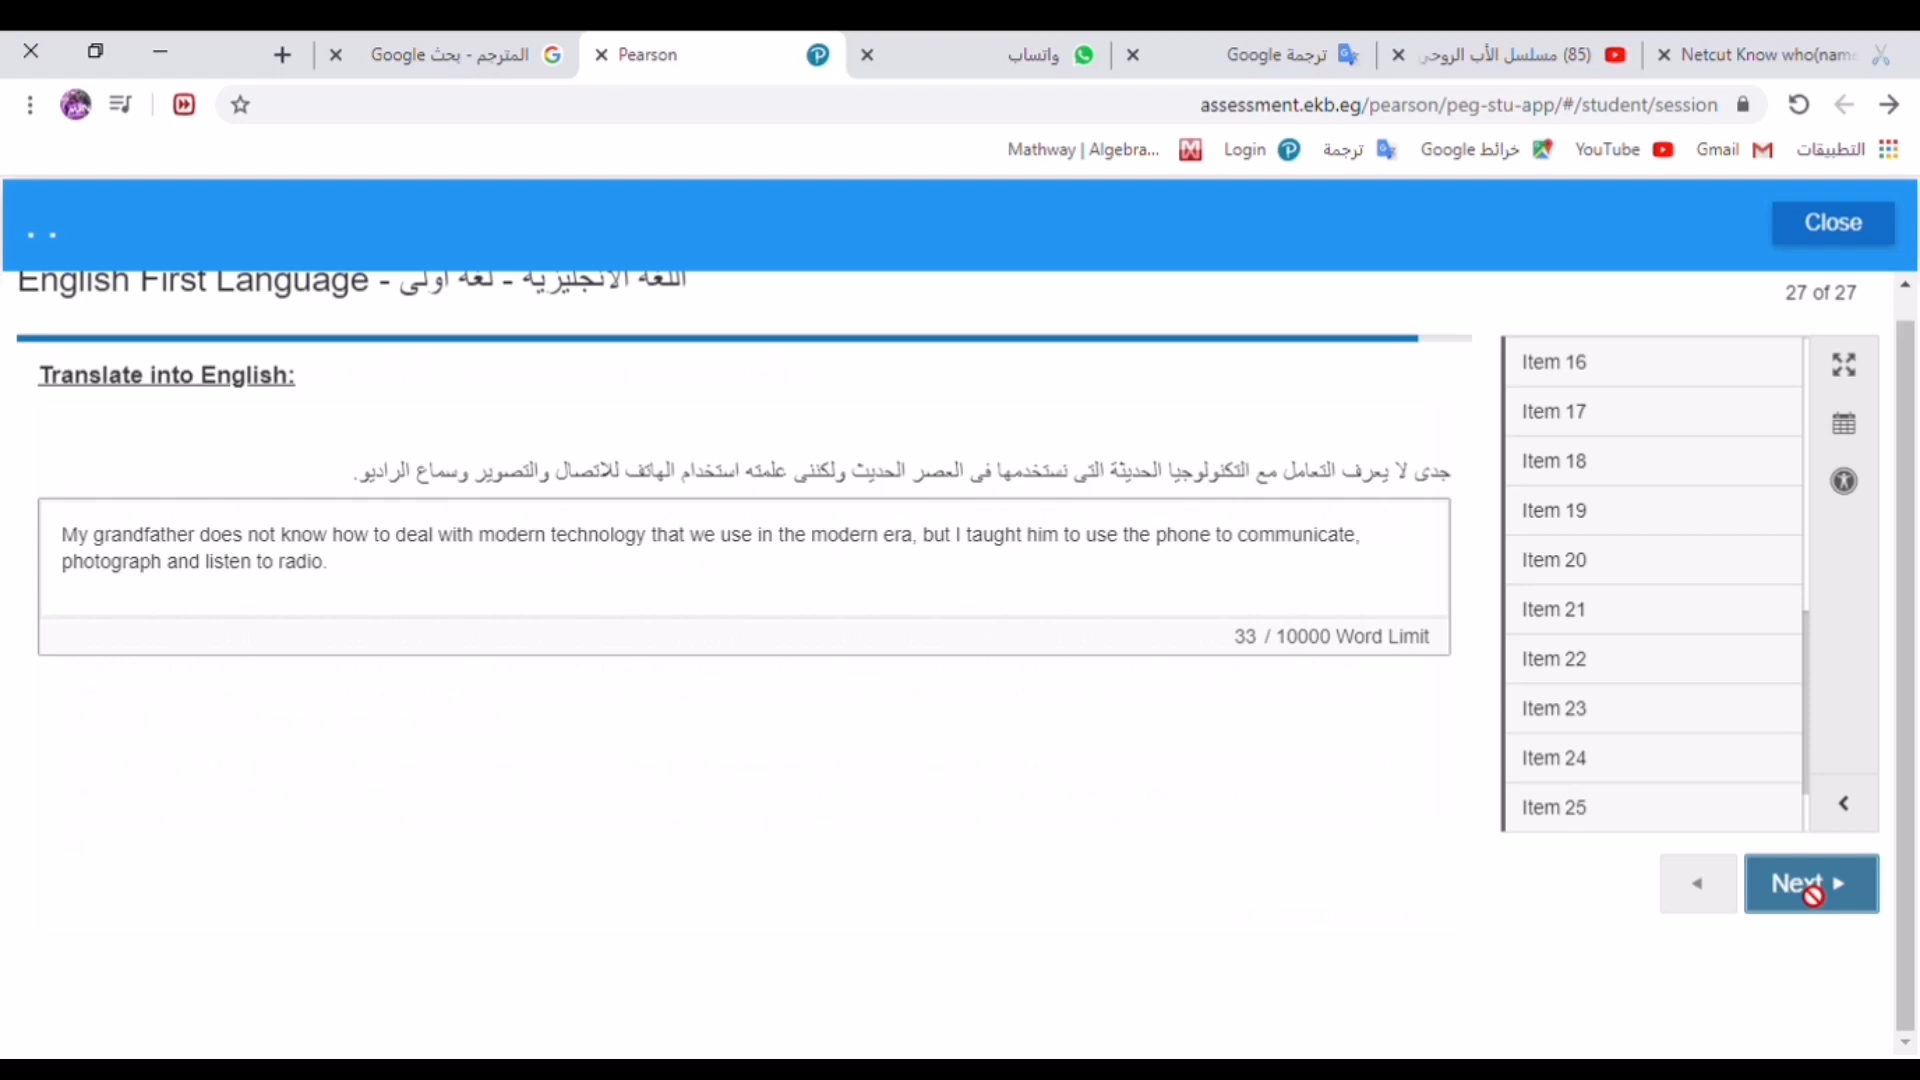 المترجم - بحث Google
Pearson
واتساب
ترجمة Google
(85) مسلسل الأب الروحي
Netcut Know who(name
assessment.ekb.eg/pearson/peg-stu-app/#/student/session
Mathway | Algebra...
Login
ترجمة
خرائط Google
YouTube
Gmail
التطبيقات
. .
Close
English First Language - اللغة الانجليزية - لغة أولى
27 of 27
Translate into English:
جدى لا يعرف التعامل مع التكنولوجيا الحديثة التى نستخدمها فى العصر الحديث ولكننى علمته استخدام الهاتف للاتصال والتصوير وسماع الراديو.
My grandfather does not know how to deal with modern technology that we use in the modern era, but I taught him to use the phone to communicate,
photograph and listen to radio.
33 / 10000 Word Limit
Item 16
Item 17
Item 18
Item 19
Item 20
Item 21
Item 22
Item 23
Item 24
Item 25
Next